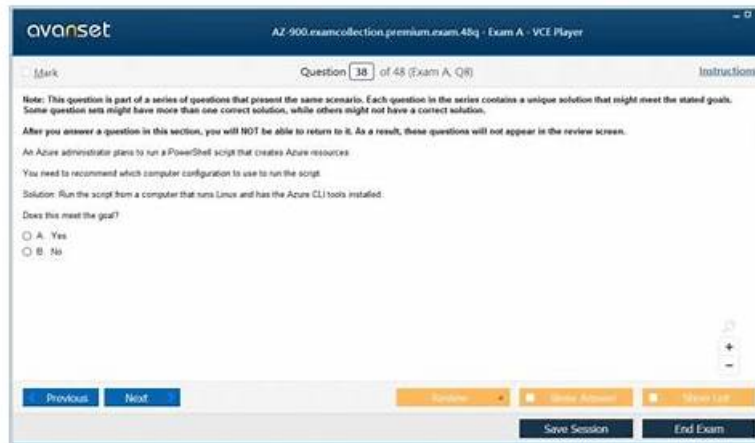 avanset
AZ-900.examcollection.premium.exam.48q - Exam A - VCE Player
Mark
Question 38 of 48 (Exam A, Q8)
Instructions
Note: This question is part of a series of questions that present the same scenario. Each question in the series contains a unique solution that might meet the stated goals.
Some question sets might have more than one correct solution, while others might not have a correct solution.
After you answer a question in this section, you will NOT be able to return to it. As a result, these questions will not appear in the review screen.
An Azure administrator plans to run a PowerShell script that creates Azure resources.
You need to recommend which computer configuration to use to run the script.
Solution: Run the script from a computer that runs Linux and has the Azure CLI tools installed.
Does this meet the goal?
A. Yes
B. No
Previous
Next
Review
Show Answer
Show List
Save Session
End Exam